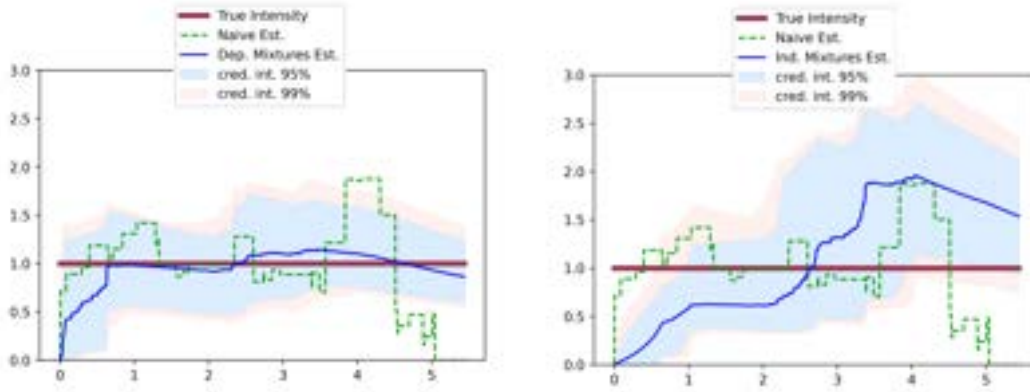 True Intensity
Naive Est.
Dep. Mixtures Est.
cred. int. 95%
cred. int. 99%
3.0
2.5
2.0
1.5
1.0
0.5
0.0
0 1 2 3 4 5
True Intensity
Naive Est.
Ind. Mixtures Est.
cred. int. 95%
cred. int. 99%
3.0
2.5
2.0
1.5
1.0
0.5
0.0
0 1 2 3 4 5